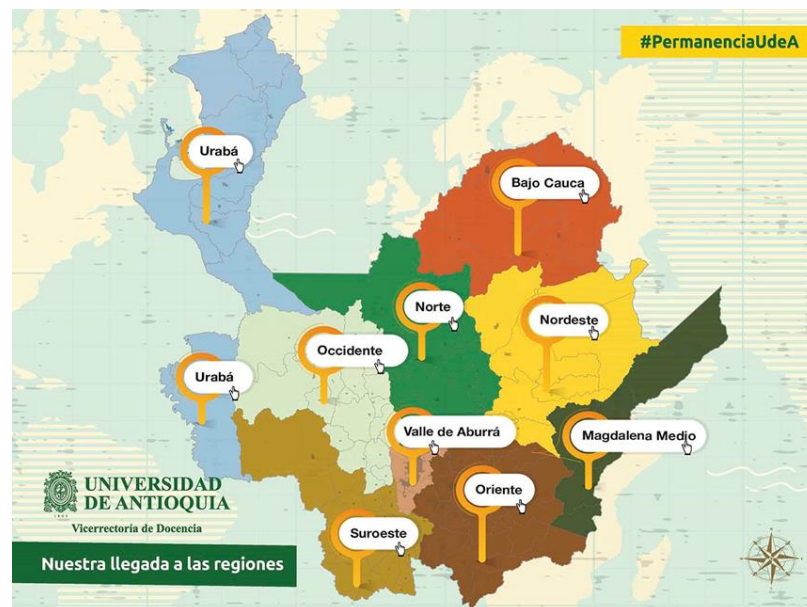 #PermanenciaUdeA
Urabá
Bajo Cauca
Norte
Nordeste
Occidente
Urabá
Valle de Aburrá
Magdalena Medio
Oriente
Suroeste
UNIVERSIDAD
DE ANTIOQUIA
Vicerrectoría de Docencia
Nuestra llegada a las regiones